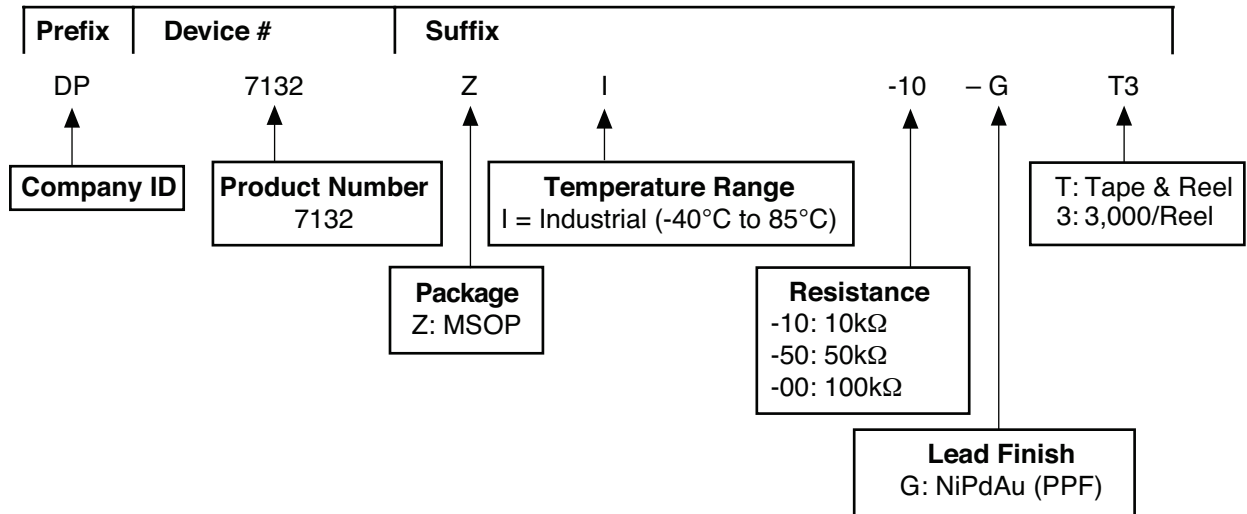 Prefix Device # Suffix
DP 7132 Z I -10 – G T3
Company ID
Product Number
7132
Temperature Range
I = Industrial (-40°C to 85°C)
T: Tape & Reel
3: 3,000/Reel
Package
Z: MSOP
Resistance
-10: 10kΩ
-50: 50kΩ
-00: 100kΩ
Lead Finish
G: NiPdAu (PPF)